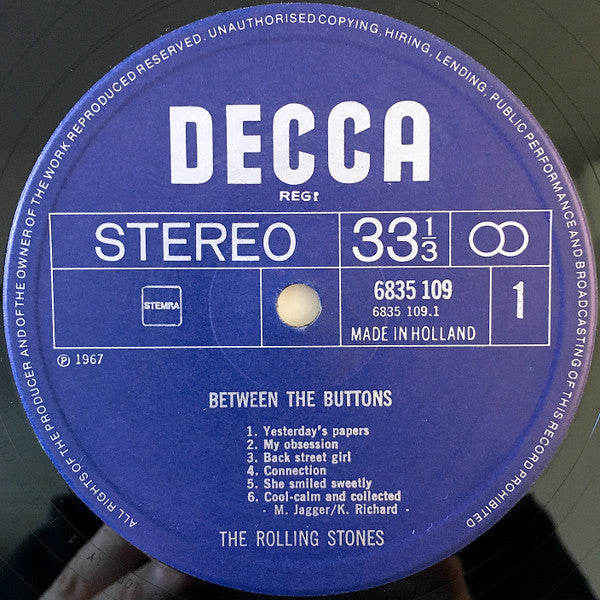 ALL RIGHTS OF THE PRODUCER AND OF THE OWNER OF THE WORK REPRODUCED RESERVED. UNAUTHORISED COPYING, HIRING, LENDING, PUBLIC PERFORMANCE AND BROADCASTING OF THIS RECORD PROHIBITED
DECCA
REG!
STEREO
33 1/3
STEMRA
6835 109
6835 109.1
MADE IN HOLLAND
1
Ⓟ 1967
BETWEEN THE BUTTONS
1. Yesterday's papers
2. My obsession
3. Back street girl
4. Connection
5. She smiled sweetly
6. Cool-calm and collected
- M. Jagger/K. Richard -
THE ROLLING STONES